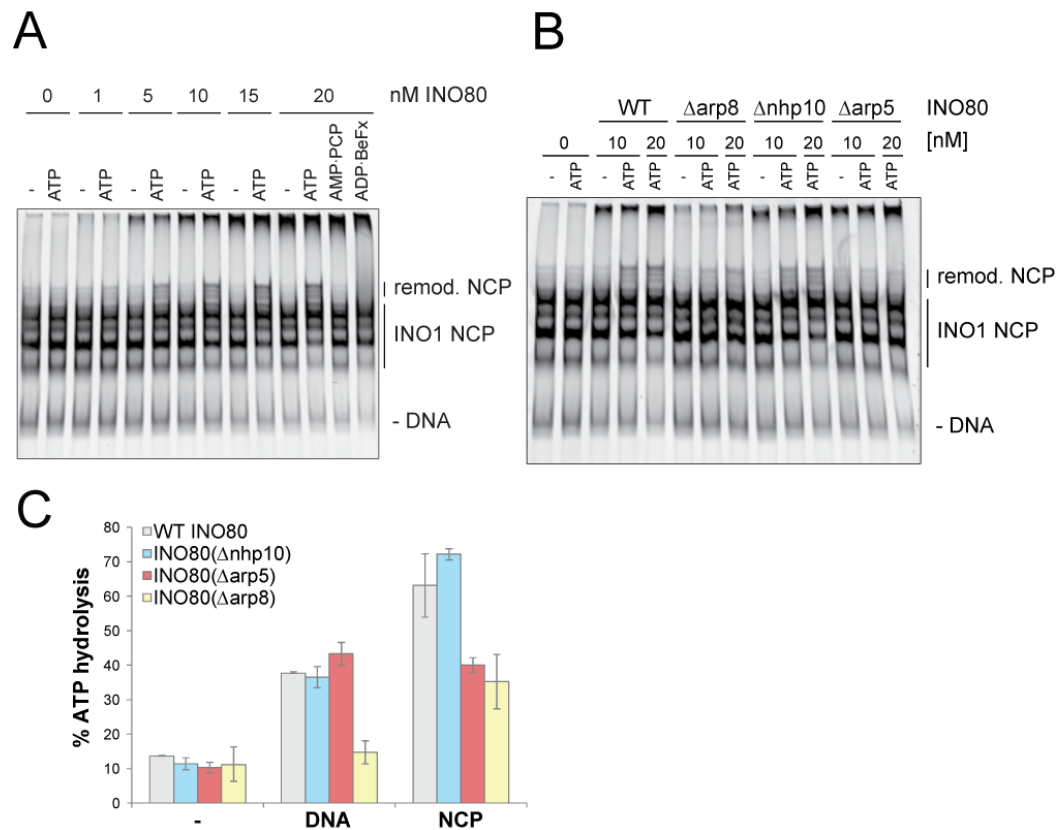 A
0 1 5 10 15 20 nM INO80
- ATP - ATP - ATP - ATP - ATP - ATP AMP·PCP ADP·BeFx
remod. NCP
INO1 NCP
- DNA
B
WT Δarp8 Δnhp10 Δarp5 INO80
0 10 20 10 20 10 20 10 20 [nM]
- ATP - ATP ATP - ATP ATP - ATP ATP - ATP ATP
remod. NCP
INO1 NCP
- DNA
C
% ATP hydrolysis
80
70
60
50
40
30
20
10
0
WT INO80
INO80(Δnhp10)
INO80(Δarp5)
INO80(Δarp8)
- DNA NCP